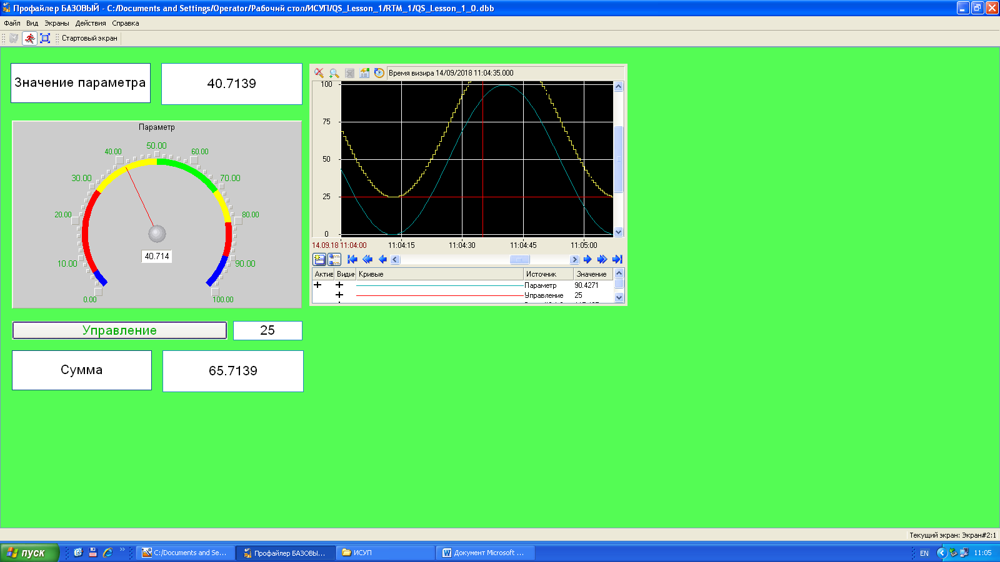 Профайлер БАЗОВЫЙ - C:/Documents and Settings/Operator/Рабочий стол/ИСУП/QS_Lesson_1/RTM_1/QS_Lesson_1_0.dbb
Файл Вид Экраны Действия Справка
Стартовый экран
Значение параметра
40.7139
Параметр
0.00
10.00
20.00
30.00
40.00
50.00
60.00
70.00
80.00
90.00
100.00
40.714
Управление
25
Сумма
65.7139
Время визира 14/09/2018 11:04:35.000
100
75
50
25
0
14.09.18 11:04:00 11:04:15 11:04:30 11:04:45 11:05:00
Актив Видим Кривые Источник Значение
Параметр 90.4271
Управление 25
Текущий экран: Экран#2:1
пуск
C:/Documents and Se...
Профайлер БАЗОВЫ...
ИСУП
Документ Microsoft ...
EN
11:05